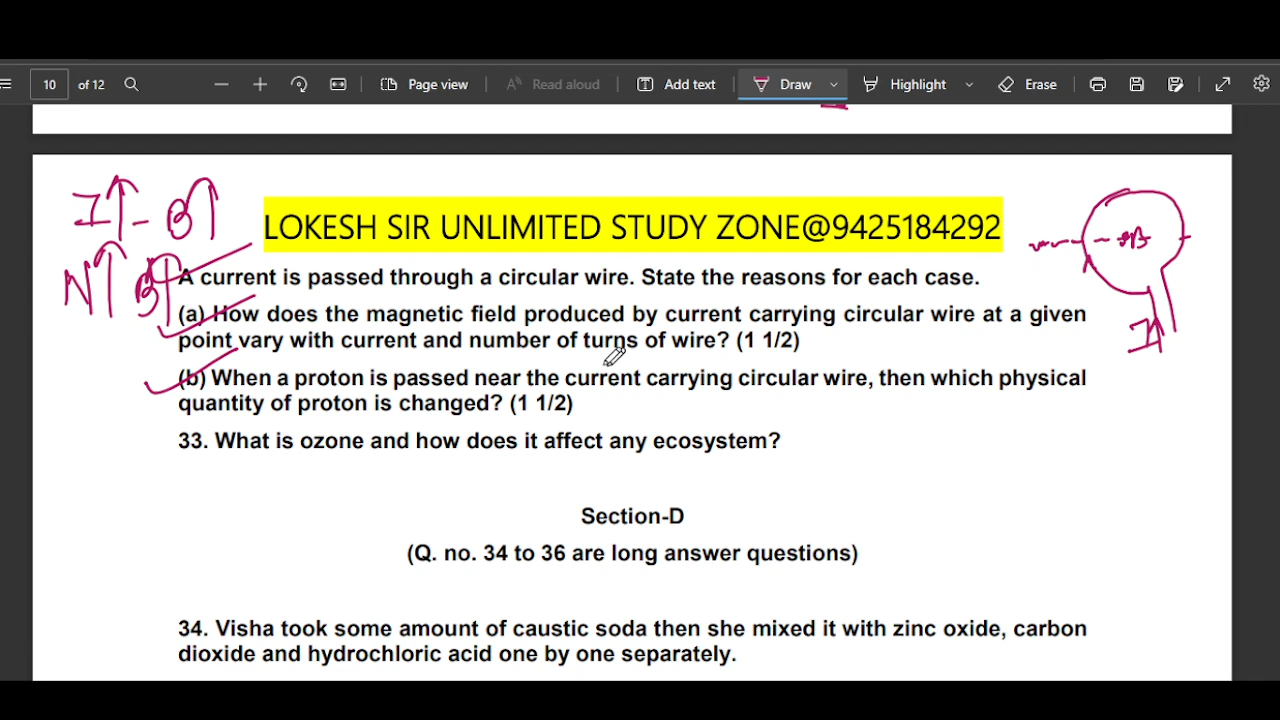 10 of 12 Page view Read aloud Add text Draw Highlight Erase
I↑ - B↑
LOKESH SIR UNLIMITED STUDY ZONE@9425184292
N↑ B↑
A current is passed through a circular wire. State the reasons for each case.
(a) How does the magnetic field produced by current carrying circular wire at a given
point vary with current and number of turns of wire? (1 1/2)
I
(b) When a proton is passed near the current carrying circular wire, then which physical
quantity of proton is changed? (1 1/2)
33. What is ozone and how does it affect any ecosystem?
Section-D
(Q. no. 34 to 36 are long answer questions)
34. Visha took some amount of caustic soda then she mixed it with zinc oxide, carbon
dioxide and hydrochloric acid one by one separately.